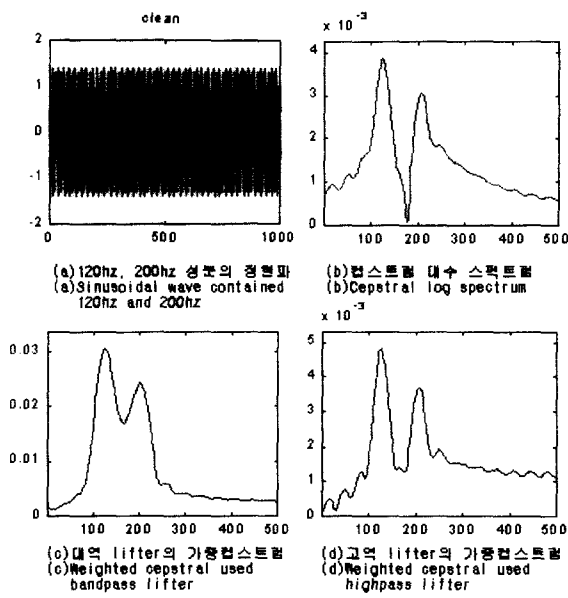 clean
2
1
0
-1
-2
0 500 1000
x 10 -3
4
3
2
1
0
100 200 300 400 500
(a)120hz, 200hz 성분의 정현파
(a)Sinusoidal wave contained
120hz and 200hz
(b)켑스트럼 대수 스펙트럼
(b)Cepstral log spectrum
0.03
0.02
0.01
0
100 200 300 400 500
x 10 -3
5
4
3
2
1
0
100 200 300 400 500
(c)대역 lifter의 가중켑스트럼
(c)Weighted cepstral used
bandpass lifter
(d)고역 lifter의 가중켑스트럼
(d)Weighted cepstral used
highpass lifter